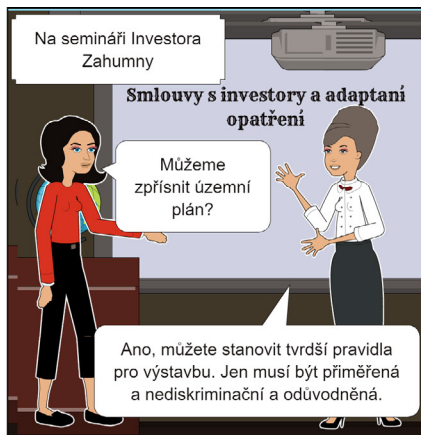 Na semináři Investora
Zahumny
Smlouvy s investory a adaptaní
opatření
Můžeme
zpřísnit územní
plán?
Ano, můžete stanovit tvrdší pravidla
pro výstavbu. Jen musí být přiměřená
a nediskriminační a odůvodněná.